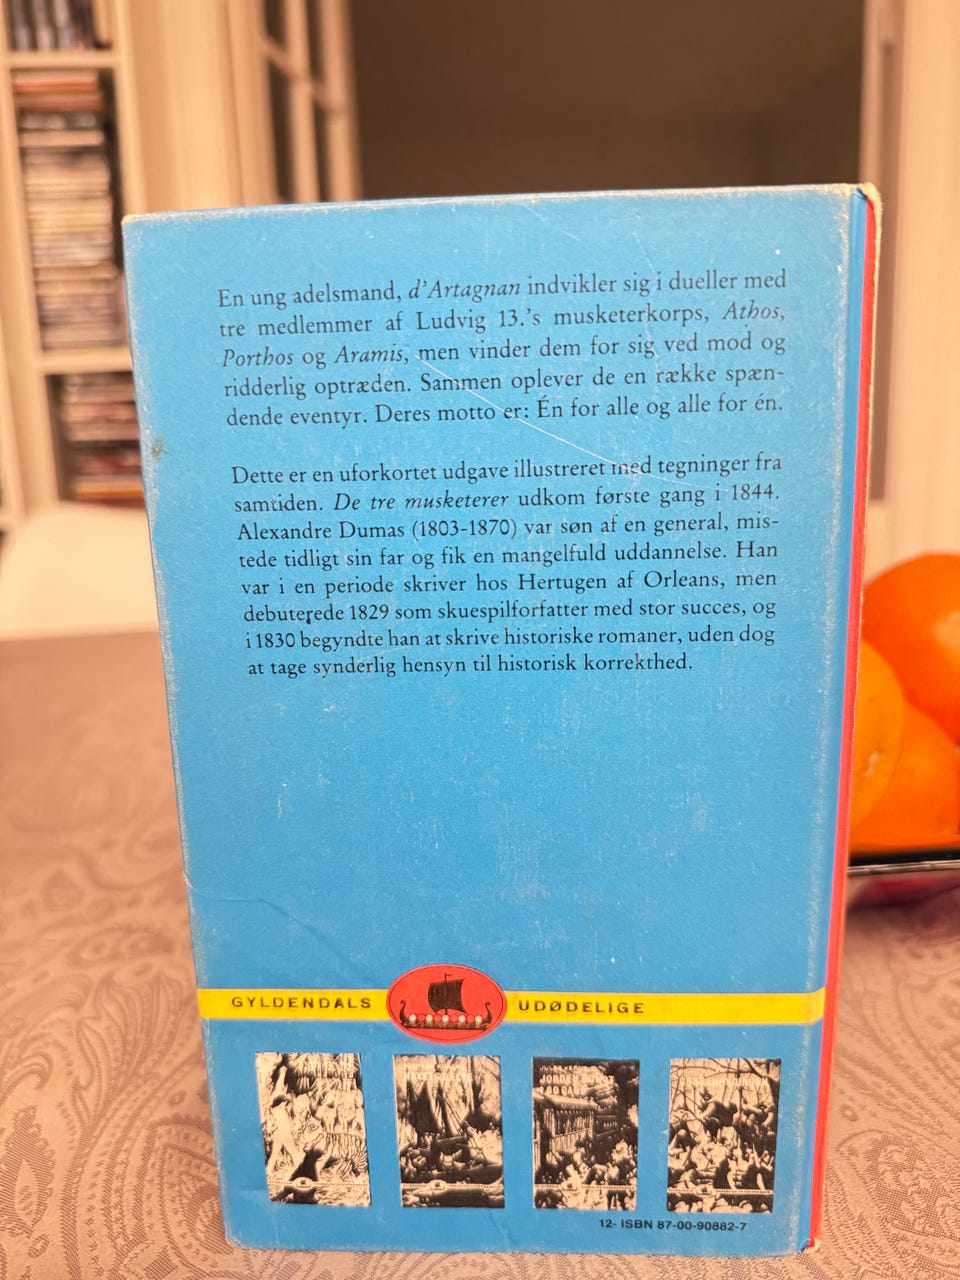 En ung adelsmand, d'Artagnan indvikler sig i dueller med
tre medlemmer af Ludvig 13.'s musketerkorps, Athos,
Porthos og Aramis, men vinder dem for sig ved mod og
ridderlig optræden. Sammen oplever de en række spæn-
dende eventyr. Deres motto er: Én for alle og alle for én.
Dette er en uforkortet udgave illustreret med tegninger fra
samtiden. De tre musketerer udkom første gang i 1844.
Alexandre Dumas (1803-1870) var søn af en general, mis-
tede tidligt sin far og fik en mangelfuld uddannelse. Han
var i en periode skriver hos Hertugen af Orleans, men
debuterede 1829 som skuespilforfatter med stor succes, og
i 1830 begyndte han at skrive historiske romaner, uden dog
at tage synderlig hensyn til historisk korrekthed.
GYLDENDALS UDØDELIGE
12- ISBN 87-00-90882-7